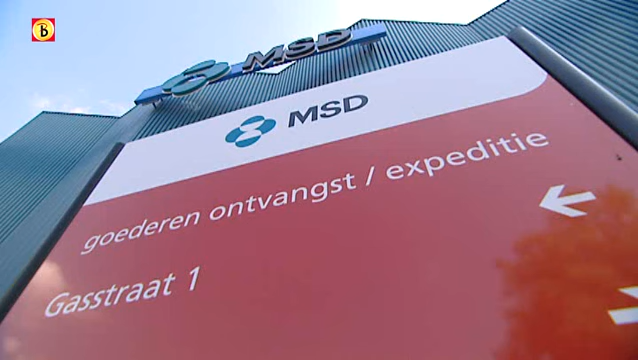 B
MSD
MSD
goederen ontvangst / expeditie
Gasstraat 1